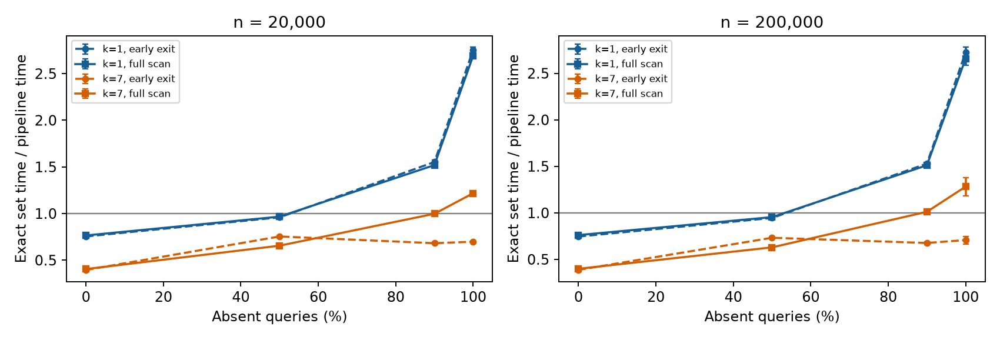 n = 20,000
Exact set time / pipeline time
2.5
2.0
1.5
1.0
0.5
k=1, early exit
k=1, full scan
k=7, early exit
k=7, full scan
0 20 40 60 80 100
Absent queries (%)
n = 200,000
Exact set time / pipeline time
2.5
2.0
1.5
1.0
0.5
k=1, early exit
k=1, full scan
k=7, early exit
k=7, full scan
0 20 40 60 80 100
Absent queries (%)